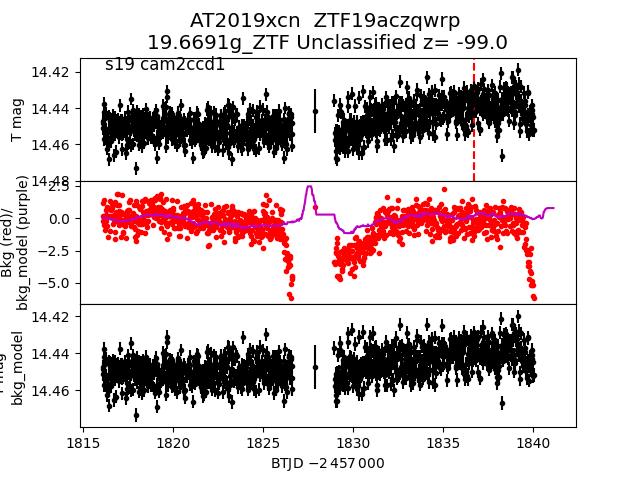 AT2019xcn  ZTF19aczqwrp
19.6691g_ZTF Unclassified z= -99.0
s19 cam2ccd1
14.42
14.44
14.46
14.48
T mag
2.5
0.0
−2.5
−5.0
Bkg (red)/
bkg_model (purple)
14.42
14.44
14.46
bkg_model
1815
1820
1825
1830
1835
1840
BTJD −2 457 000